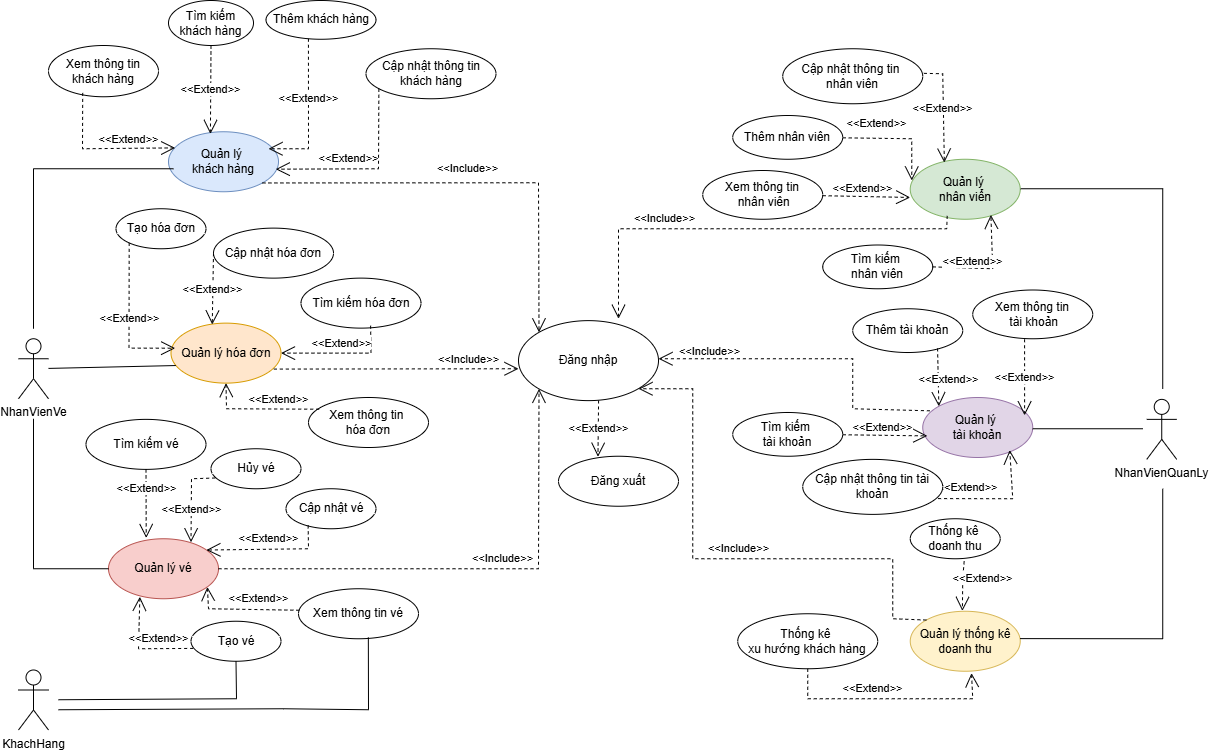 Tìm kiếm
khách hàng
Thêm khách hàng
Xem thông tin
khách hàng
Cập nhật thông tin
khách hàng
<<Extend>>
<<Extend>>
<<Extend>>
<<Extend>>
Quản lý
khách hàng
<<Include>>
Tạo hóa đơn
Cập nhật hóa đơn
<<Extend>>
Tìm kiếm hóa đơn
<<Extend>>
<<Extend>>
Quản lý hóa đơn
<<Include>>
<<Extend>>
Xem thông tin
hóa đơn
NhanVienVe
Tìm kiếm vé
Hủy vé
<<Extend>>
<<Extend>>
Cập nhật vé
<<Extend>>
Quản lý vé
<<Include>>
<<Extend>>
Xem thông tin vé
<<Extend>>
Tạo vé
KhachHang
Đăng nhập
<<Extend>>
Đăng xuất
Cập nhật thông tin
nhân viên
<<Extend>>
<<Extend>>
Thêm nhân viên
Xem thông tin
nhân viên
<<Extend>>
Quản lý
nhân viễn
<<Include>>
Tìm kiếm
nhân viên
<<Extend>>
Xem thông tin
tài khoản
Thêm tài khoản
<<Include>>
<<Extend>>
<<Extend>>
Quản lý
tài khoản
Tìm kiếm
tài khoản
<<Extend>>
Cập nhật thông tin tài
khoản
<<Extend>>
NhanVienQuanLy
Thống kê
doanh thu
<<Include>>
<<Extend>>
Quản lý thống kê
doanh thu
Thống kê
xu hướng khách hàng
<<Extend>>